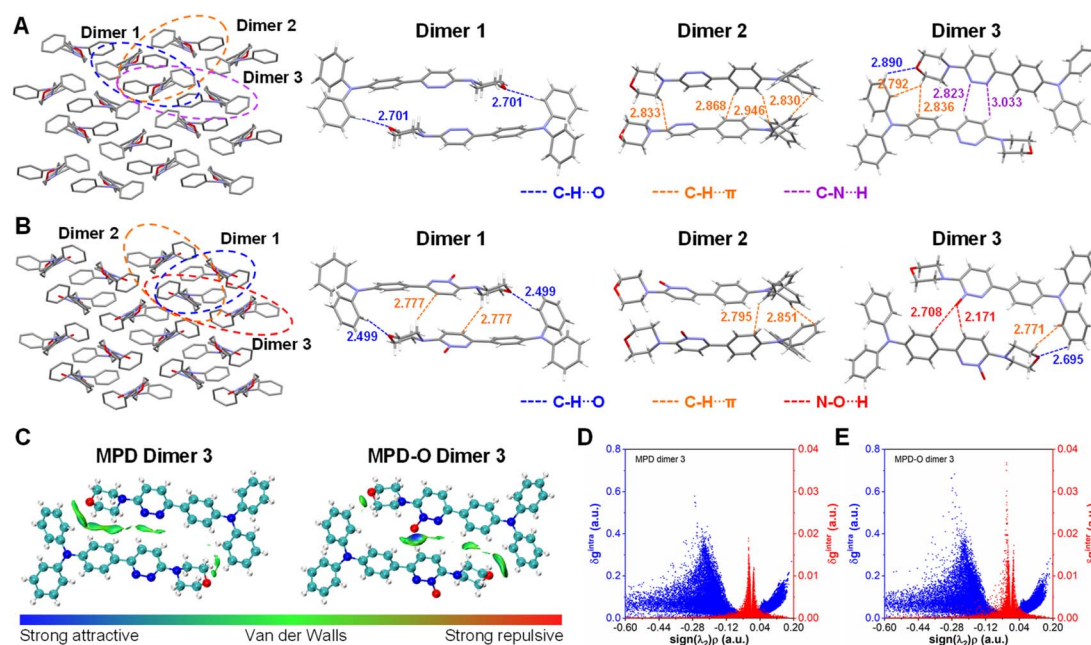 A
Dimer 1
Dimer 2
Dimer 3
Dimer 1
2.701
2.701
Dimer 2
2.833
2.868
2.946
2.830
Dimer 3
2.890
2.792
2.836
2.823
3.033
C-H···O
C-H···π
C-N···H
B
Dimer 2
Dimer 1
Dimer 3
Dimer 1
2.777
2.499
2.777
2.499
Dimer 2
2.795
2.851
Dimer 3
2.708
2.171
2.771
2.695
C-H···O
C-H···π
N-O···H
C
MPD Dimer 3
MPD-O Dimer 3
Strong attractive
Van der Walls
Strong repulsive
D
MPD dimer 3
0.8
0.6
0.4
0.2
0.0
δg^intra (a.u.)
0.04
0.03
0.02
0.01
0.00
δg^inter (a.u.)
-0.60 -0.44 -0.28 -0.12 0.04 0.20
sign(λ₂)ρ (a.u.)
E
MPD-O dimer 3
0.8
0.6
0.4
0.2
0.0
δg^intra (a.u.)
0.04
0.03
0.02
0.01
0.00
δg^inter (a.u.)
-0.60 -0.44 -0.28 -0.12 0.04 0.20
sign(λ₂)ρ (a.u.)